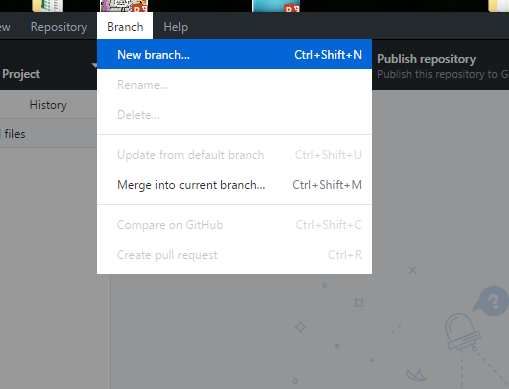 ew Repository Branch Help
Project
Publish repository
Publish this repository to G
History
files
New branch... Ctrl+Shift+N
Rename...
Delete...
Update from default branch Ctrl+Shift+U
Merge into current branch... Ctrl+Shift+M
Compare on GitHub Ctrl+Shift+C
Create pull request Ctrl+R
?